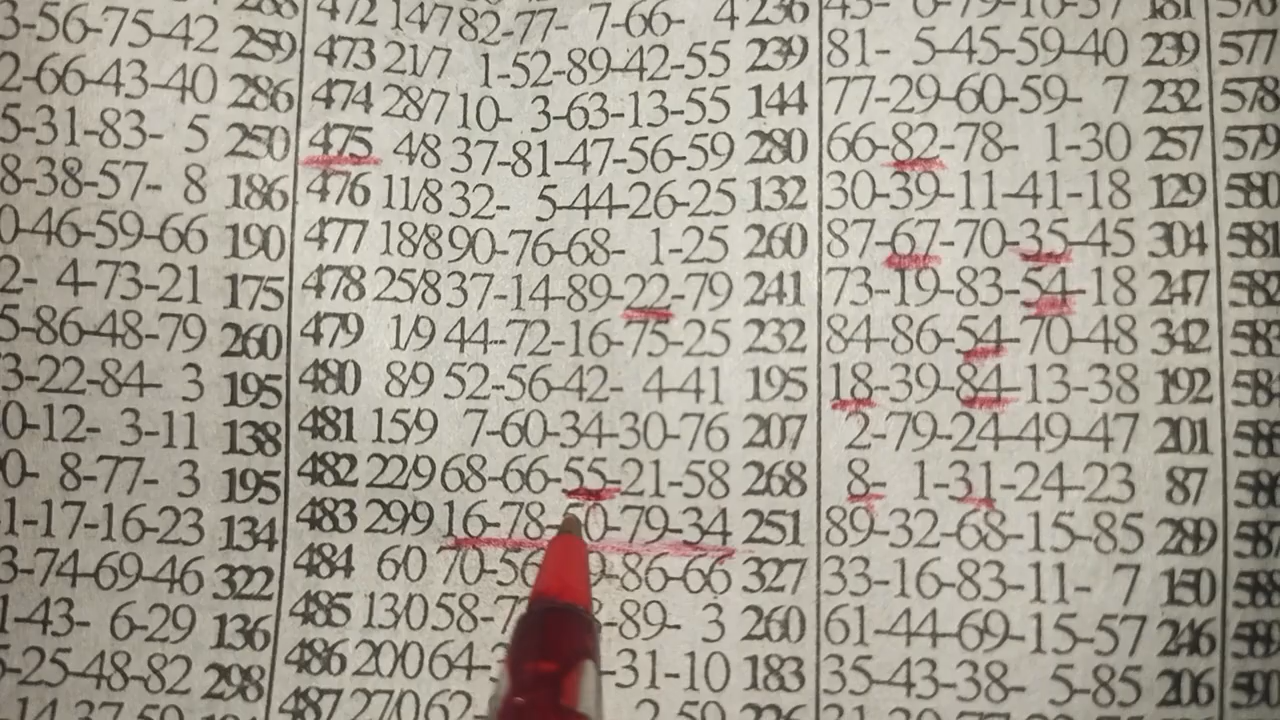 3-56-75-42 259 473 21/7 1-52-89-42-55 239 81- 5-45-59-40 239 577
2-66-43-40 286 474 28/7 10- 3-63-13-55 144 77-29-60-59- 7 232 578
5-31-83- 5 250 475 4/8 37-81-47-56-59 280 66-82-78- 1-30 257 579
8-38-57- 8 186 476 11/8 32- 5-44-26-25 132 30-39-11-41-18 129 580
0-46-59-66 190 477 18/8 90-76-68- 1-25 260 87-67-70-35-45 304 581
2- 4-73-21 175 478 25/8 37-14-89-22-79 241 73-19-83-54-18 247 582
5-86-48-79 260 479 1/9 44-72-16-75-25 232 84-86-54-70-48 342
3-22-84- 3 195 480 8/9 52-56-42- 4-41 195 18-39-84-13-38 192
0-12- 3-11 138 481 15/9 7-60-34-30-76 207 2-79-24-49-47 201
0- 8-77- 3 195 482 22/9 68-66-55-21-58 268 8- 1-31-24-23 87
1-17-16-23 134 483 29/9 16-78-50-79-34 251 89-32-68-15-85 289
3-74-69-46 322 484 6/0 70-56 -86-66 327 33-16-83-11- 7 150
1-43- 6-29 136 485 13/0 58- -89- 3 260 61-44-69-15-57 246
-25-48-82 298 486 20/0 64- -31-10 183 35-43-38- 5-85 206 590
487 27/0 62-